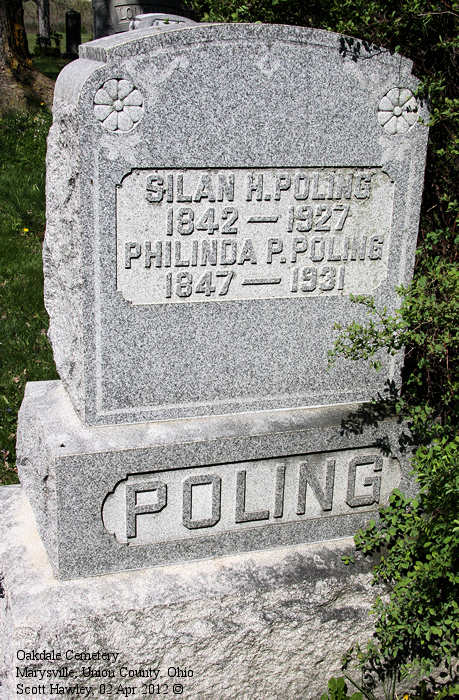 SILAN H. POLING
1842 — 1927
PHILINDA P. POLING
1847 — 1931
POLING
Oakdale Cemetery
Marysville, Union County, Ohio
Scott Hawley, 02 Apr 2012 ©